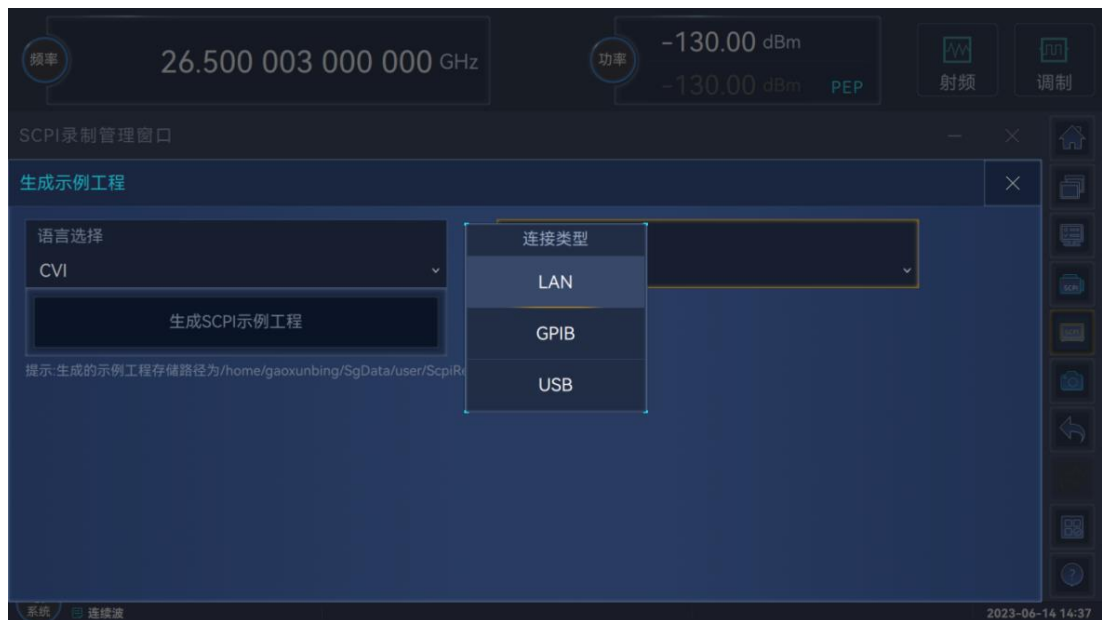 频率
26.500 003 000 000 GHz
功率
-130.00 dBm
-130.00 dBm PEP
射频
调制
SCPI录制管理窗口
生成示例工程
语言选择
CVI
连接类型
LAN
GPIB
USB
生成SCPI示例工程
提示:生成的示例工程存储路径为/home/gaoxunbing/SgData/user/ScpiRe
SCPI
SCPI
系统
连续波
2023-06-14 14:37